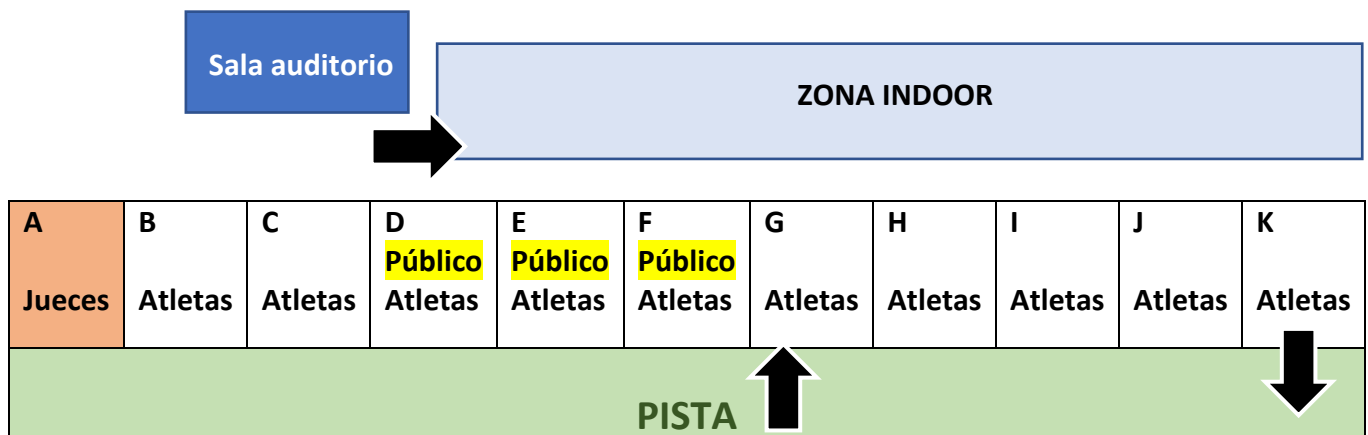 Sala auditorio
ZONA INDOOR
A B C D E F G H I J K
Público Público Público
Jueces Atletas Atletas Atletas Atletas Atletas Atletas Atletas Atletas Atletas Atletas
PISTA